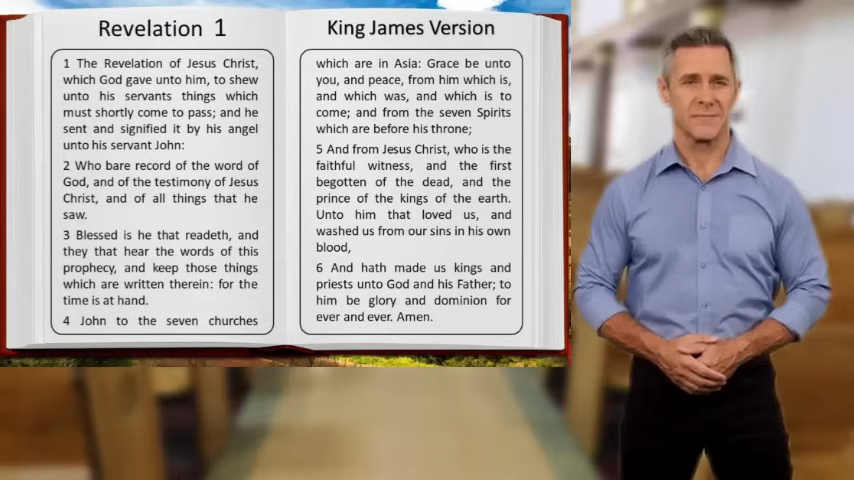 Revelation 1
1 The Revelation of Jesus Christ,
which God gave unto him, to shew
unto his servants things which
must shortly come to pass; and he
sent and signified it by his angel
unto his servant John:
2 Who bare record of the word of
God, and of the testimony of Jesus
Christ, and of all things that he
saw.
3 Blessed is he that readeth, and
they that hear the words of this
prophecy, and keep those things
which are written therein: for the
time is at hand.
4 John to the seven churches
King James Version
which are in Asia: Grace be unto
you, and peace, from him which is,
and which was, and which is to
come; and from the seven Spirits
which are before his throne;
5 And from Jesus Christ, who is the
faithful witness, and the first
begotten of the dead, and the
prince of the kings of the earth.
Unto him that loved us, and
washed us from our sins in his own
blood,
6 And hath made us kings and
priests unto God and his Father; to
him be glory and dominion for
ever and ever. Amen.